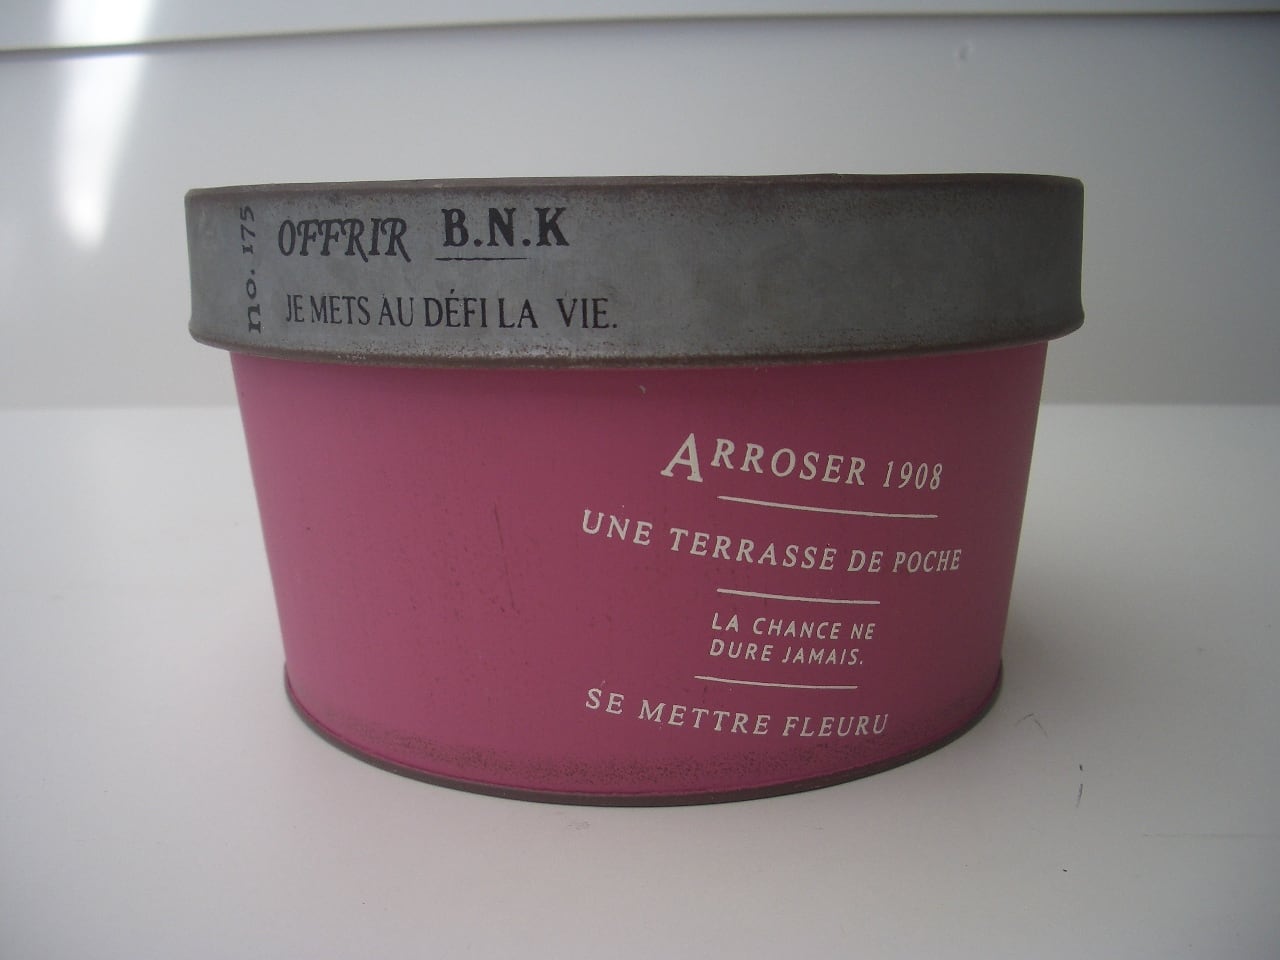 no. 175
OFFRIR B.N.K
JE METS AU DÉFI LA VIE.
ARROSER 1908
UNE TERRASSE DE POCHE
LA CHANCE NE
DURE JAMAIS.
SE METTRE FLEURU